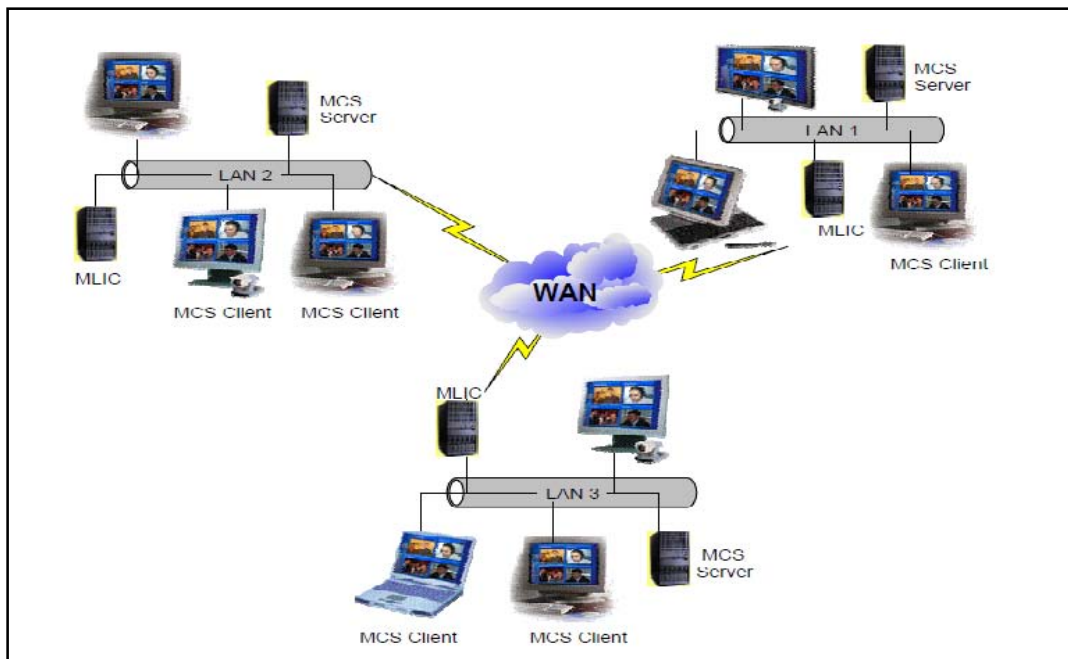 MCS
Server
LAN 2
MLIC
MCS Client
MCS Client
MCS
Server
LAN 1
MLIC
MCS Client
WAN
MLIC
LAN 3
MCS
Server
MCS Client
MCS Client